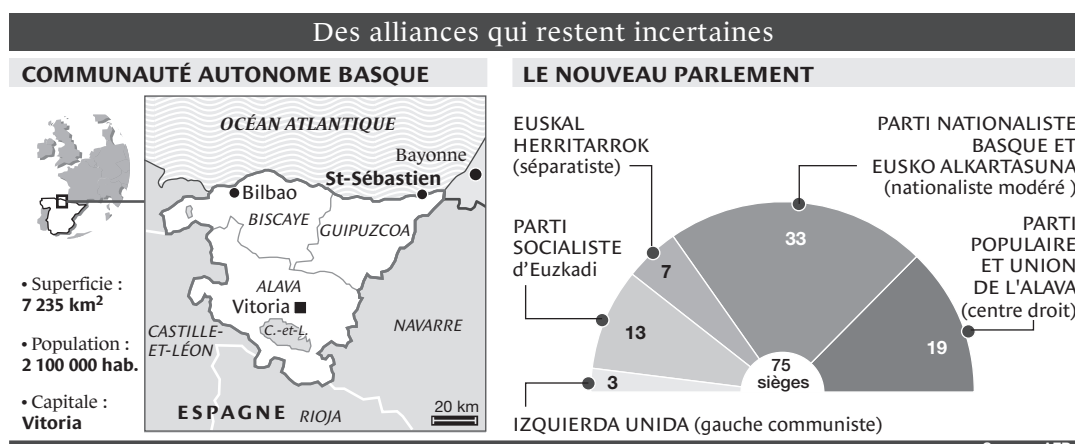 Des alliances qui restent incertaines
COMMUNAUTÉ AUTONOME BASQUE
OCÉAN ATLANTIQUE
Bayonne
St-Sébastien
Bilbao
BISCAYE
GUIPUZCOA
ALAVA
Vitoria
C.-et-L.
NAVARRE
CASTILLE-
ET-LÉON
ESPAGNE
RIOJA
20 km
• Superficie :
7 235 km²
• Population :
2 100 000 hab.
• Capitale :
Vitoria
LE NOUVEAU PARLEMENT
EUSKAL
HERRITARROK
(séparatiste)
PARTI NATIONALISTE
BASQUE ET
EUSKO ALKARTASUNA
(nationaliste modéré )
PARTI
SOCIALISTE
d'Euzkadi
PARTI
POPULAIRE
ET UNION
DE L'ALAVA
(centre droit)
33
7
13
19
3
75
sièges
IZQUIERDA UNIDA (gauche communiste)